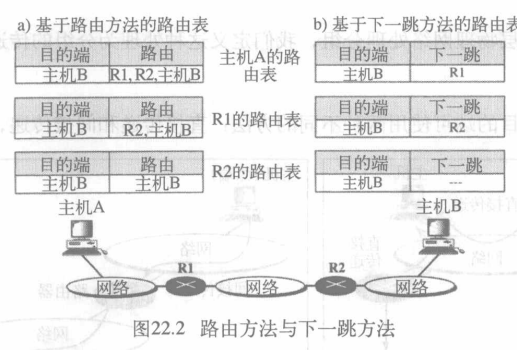 a) 基于路由方法的路由表
b) 基于下一跳方法的路由表
目的端 路由
主机B R1, R2,主机B
主机A的路由表
目的端 下一跳
主机B R1
目的端 路由
主机B R2,主机B
R1的路由表
目的端 下一跳
主机B R2
目的端 路由
主机B 主机B
R2的路由表
目的端 下一跳
主机B ---
主机A
主机B
R1
R2
网络
网络
网络
图22.2 路由方法与下一跳方法